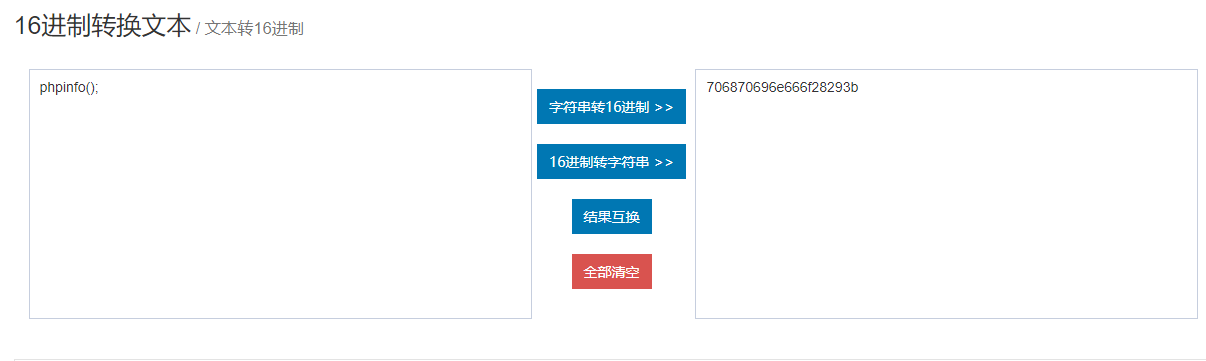 16进制转换文本 / 文本转16进制
phpinfo();
字符串转16进制 >>
16进制转字符串 >>
结果互换
全部清空
706870696e666f28293b